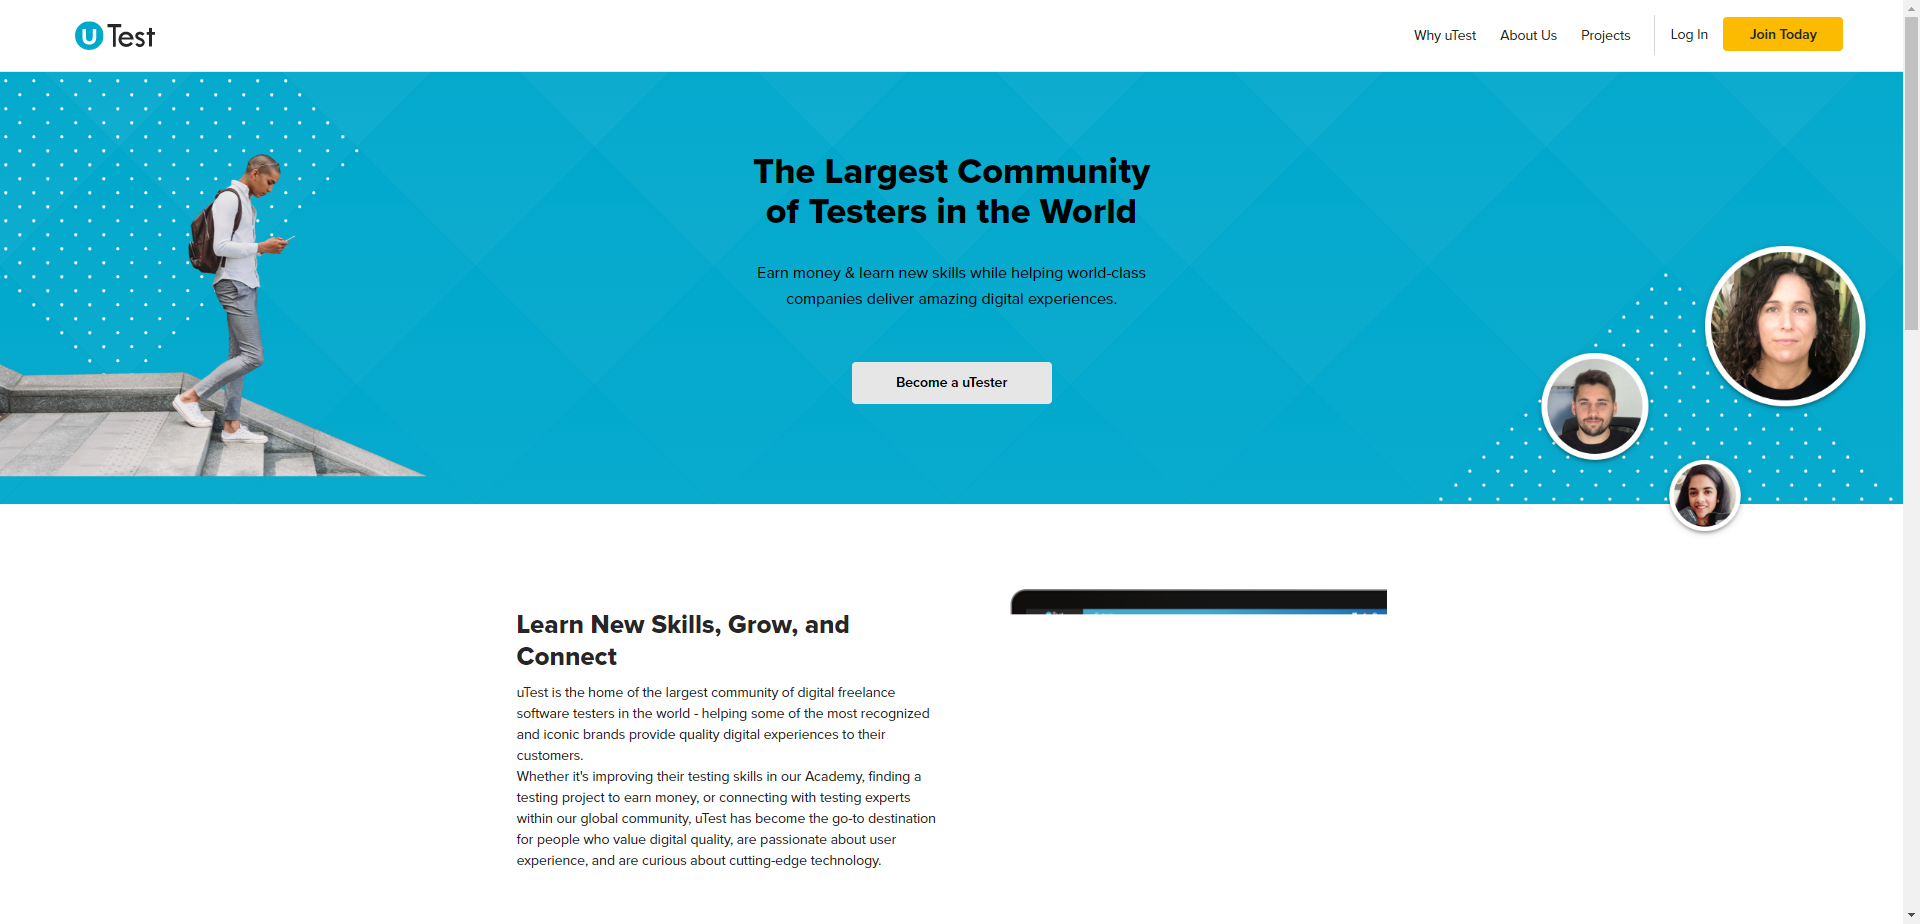 uTest
Why uTest
About Us
Projects
Log In
Join Today
The Largest Community
of Testers in the World
Earn money & learn new skills while helping world-class
companies deliver amazing digital experiences.
Become a uTester
Learn New Skills, Grow, and
Connect
uTest is the home of the largest community of digital freelance
software testers in the world - helping some of the most recognized
and iconic brands provide quality digital experiences to their
customers.
Whether it's improving their testing skills in our Academy, finding a
testing project to earn money, or connecting with testing experts
within our global community, uTest has become the go-to destination
for people who value digital quality, are passionate about user
experience, and are curious about cutting-edge technology.